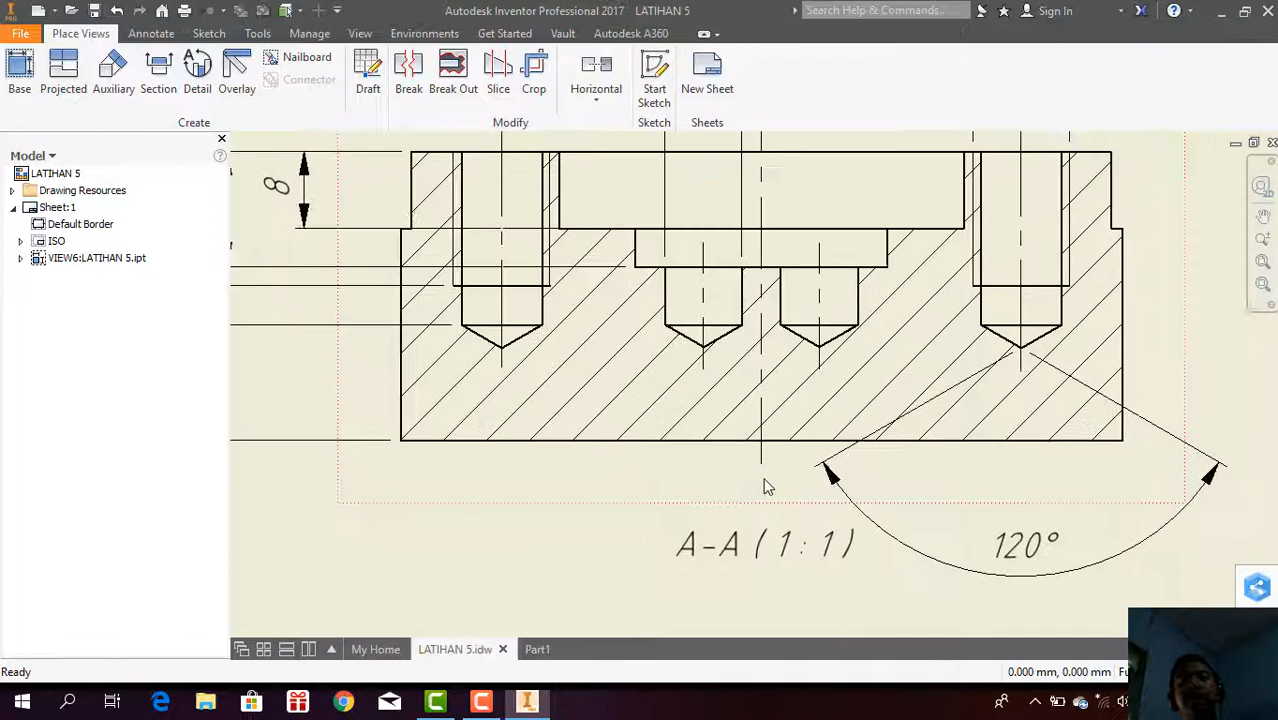 Autodesk Inventor Professional 2017 LATIHAN 5
Search Help & Commands...
Sign In
File Place Views Annotate Sketch Tools Manage View Environments Get Started Vault Autodesk A360
Base Projected Auxiliary Section Detail Overlay
Nailboard
Connector
Draft Break Break Out Slice Crop
Horizontal
Start Sketch
New Sheet
Create Modify Sketch Sheets
Model
LATIHAN 5
Drawing Resources
Sheet:1
Default Border
ISO
VIEW6:LATIHAN 5.ipt
8
A-A ( 1 : 1 )
120°
My Home LATIHAN 5.idw Part1
Ready
0.000 mm, 0.000 mm